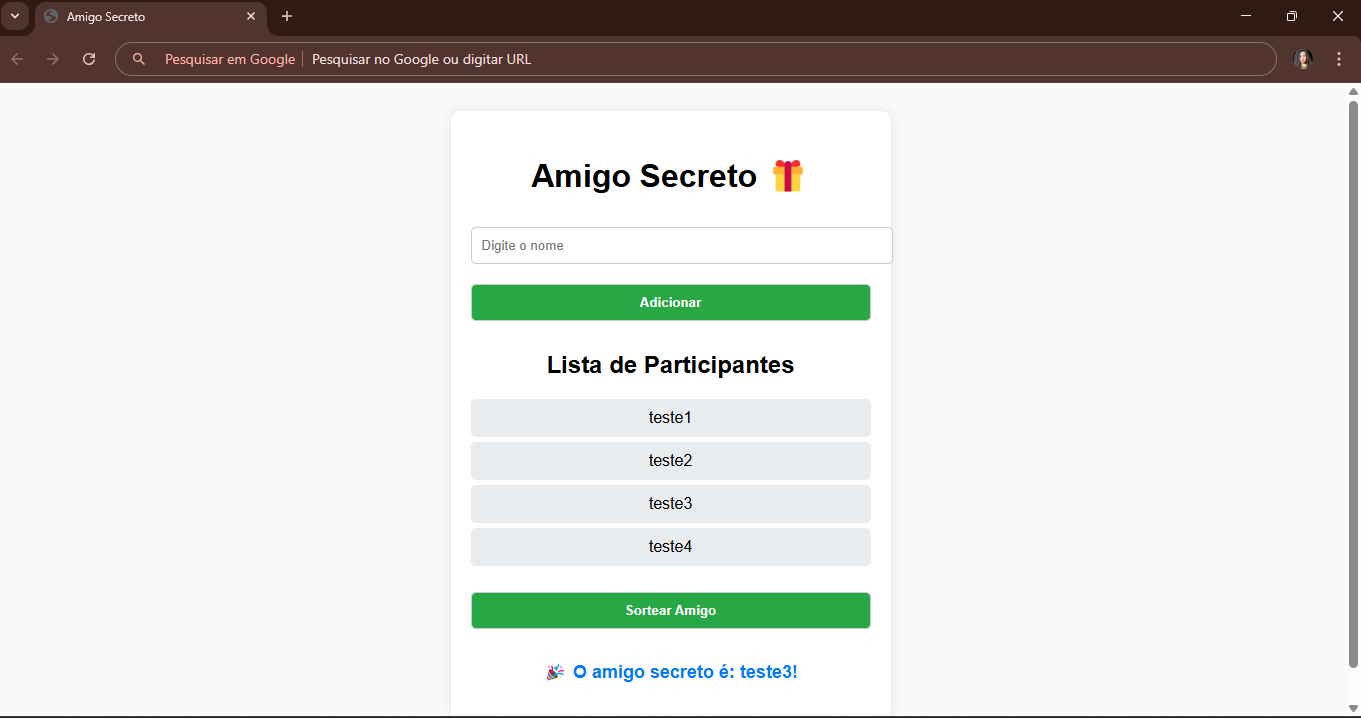 Amigo Secreto
Pesquisar em Google Pesquisar no Google ou digitar URL
Amigo Secreto 🎁
Digite o nome
Adicionar
Lista de Participantes
teste1
teste2
teste3
teste4
Sortear Amigo
🎉 O amigo secreto é: teste3!